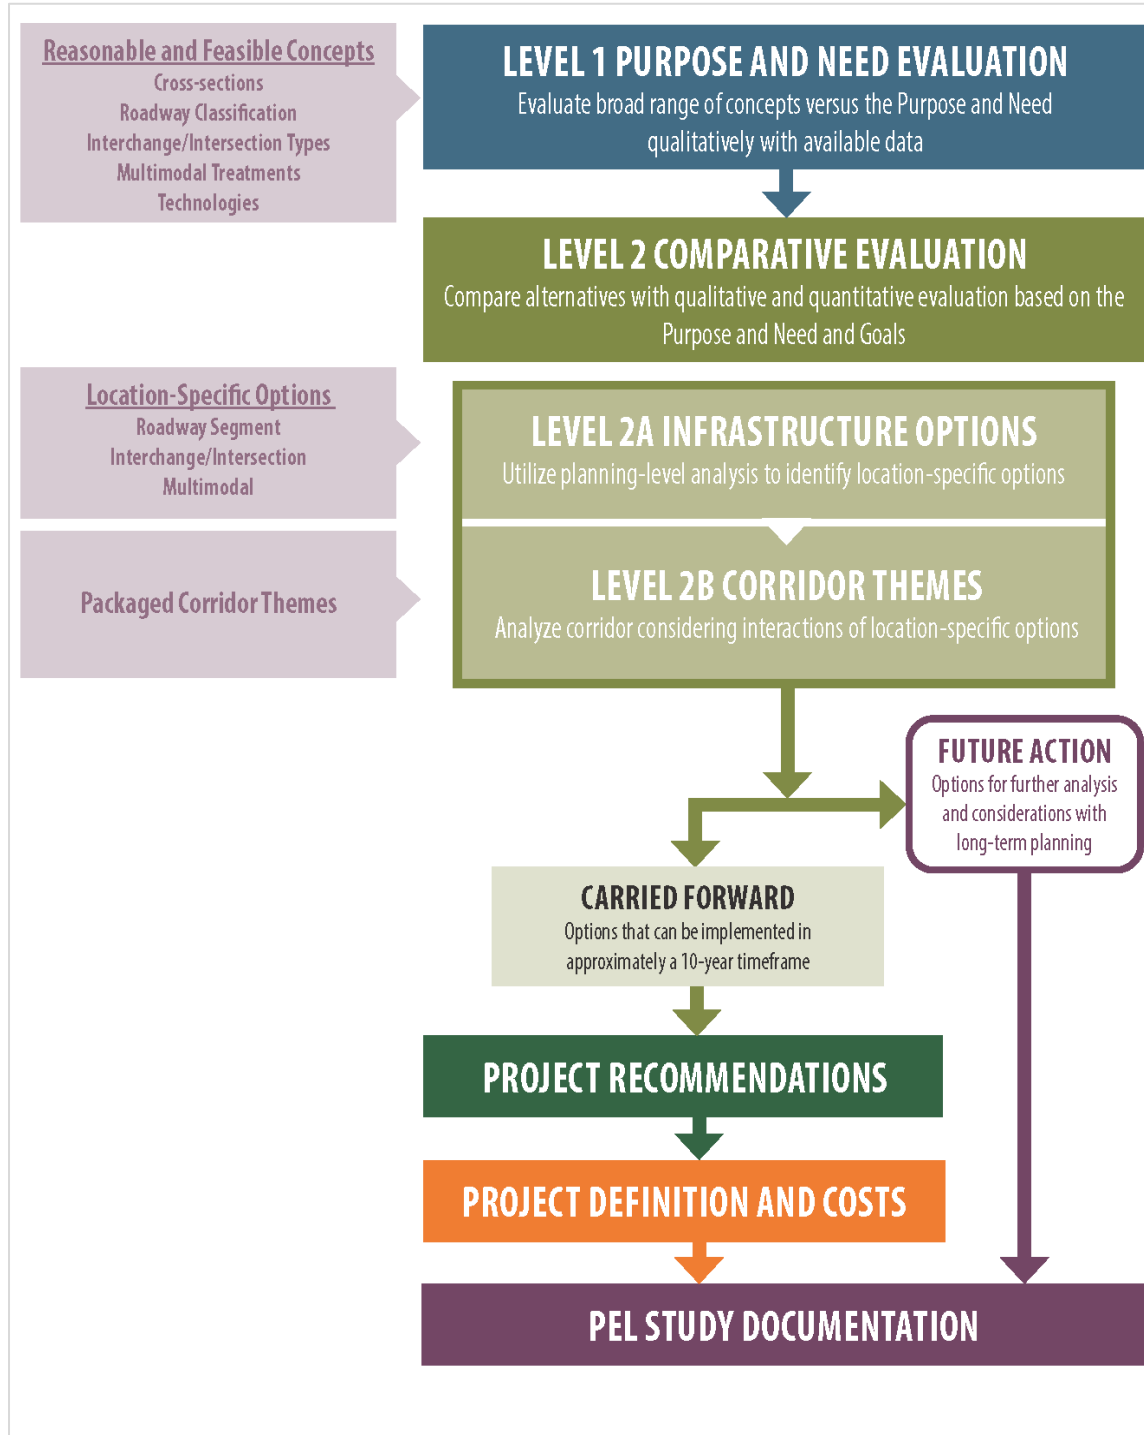 Reasonable and Feasible Concepts
Cross-sections
Roadway Classification
Interchange/Intersection Types
Multimodal Treatments
Technologies
LEVEL 1 PURPOSE AND NEED EVALUATION
Evaluate broad range of concepts versus the Purpose and Need
qualitatively with available data
LEVEL 2 COMPARATIVE EVALUATION
Compare alternatives with qualitative and quantitative evaluation based on the
Purpose and Need and Goals
Location-Specific Options
Roadway Segment
Interchange/Intersection
Multimodal
LEVEL 2A INFRASTRUCTURE OPTIONS
Utilize planning-level analysis to identify location-specific options
Packaged Corridor Themes
LEVEL 2B CORRIDOR THEMES
Analyze corridor considering interactions of location-specific options
FUTURE ACTION
Options for further analysis
and considerations with
long-term planning
CARRIED FORWARD
Options that can be implemented in
approximately a 10-year timeframe
PROJECT RECOMMENDATIONS
PROJECT DEFINITION AND COSTS
PEL STUDY DOCUMENTATION